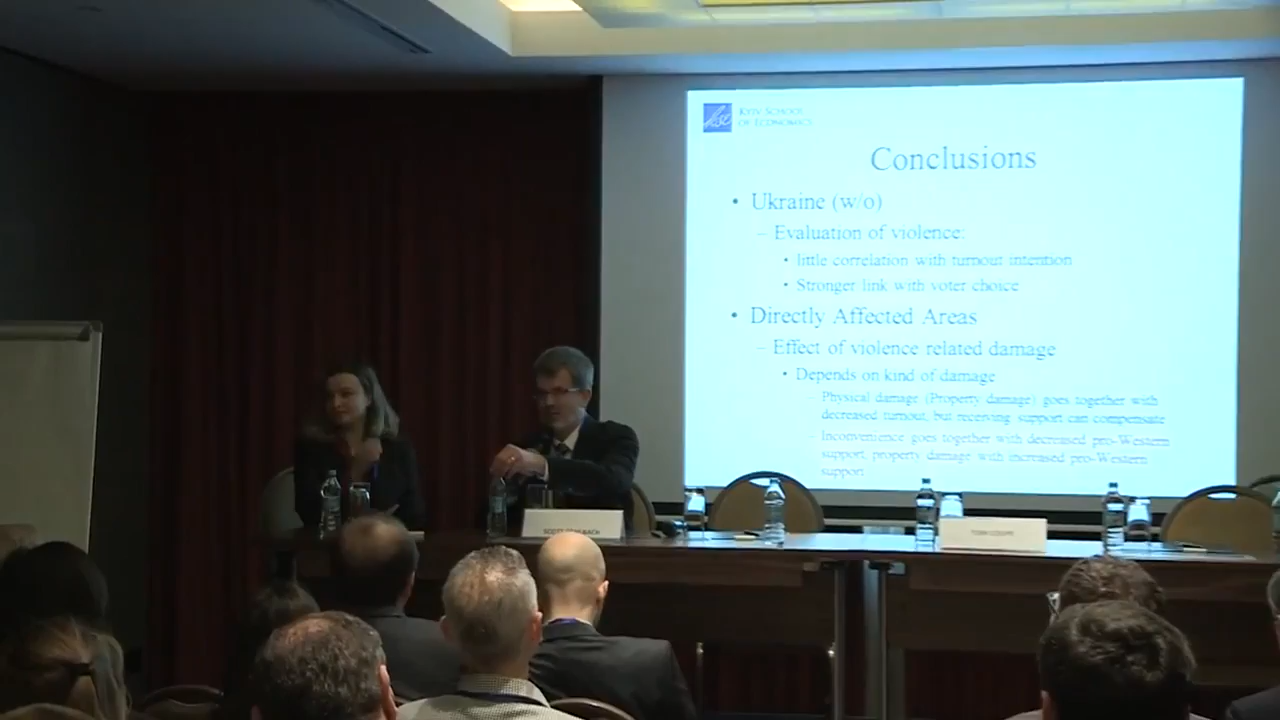 KYIV SCHOOL
OF ECONOMICS
Conclusions
• Ukraine (w/o)
– Evaluation of violence:
• little correlation with turnout intention
• Stronger link with voter choice
• Directly Affected Areas
– Effect of violence related damage
• Depends on kind of damage
– Physical damage (Property damage) goes together with
decreased turnout, but receiving support can compensate
– Inconvenience goes together with decreased pro-Western
support, property damage with increased pro-Western
support
SCOTT